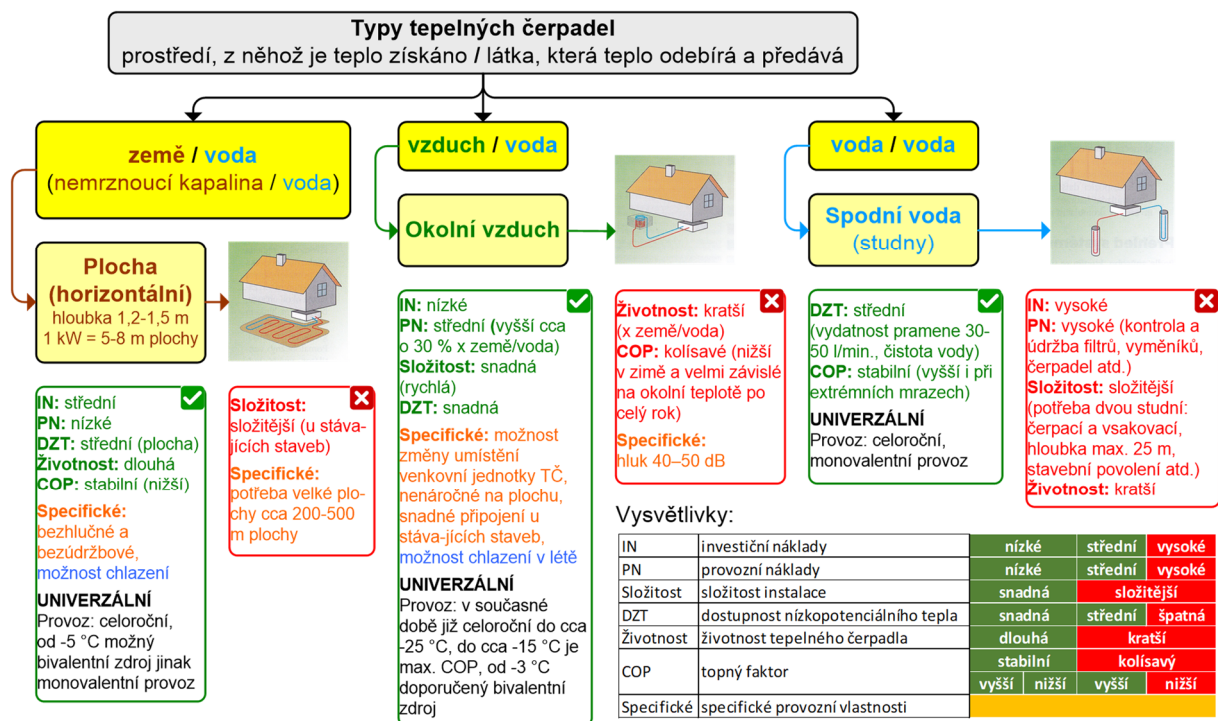 Typy tepelných čerpadel
prostředí, z něhož je teplo získáno / látka, která teplo odebírá a předává
země / voda
(nemrznoucí kapalina / voda)
Plocha
(horizontální)
hloubka 1,2-1,5 m
1 kW = 5-8 m plochy
IN: střední
PN: nízké
DZT: střední (plocha)
Životnost: dlouhá
COP: stabilní (nižší)
Specifické:
bezhlučné a
bezúdržbové,
možnost chlazení
UNIVERZÁLNÍ
Provoz: celoroční,
od -5 °C možný
bivalentní zdroj jinak
monovalentní provoz
Složitost:
složitější (u stáva-
jících staveb)
Specifické:
potřeba velké plo-
chy cca 200-500
m plochy
vzduch / voda
Okolní vzduch
IN: nízké
PN: střední (vyšší cca
o 30 % x země/voda)
Složitost: snadná
(rychlá)
DZT: snadná
Specifické: možnost
změny umístění
venkovní jednotky TČ,
nenáročné na plochu,
snadné připojení u
stáva-jících staveb,
možnost chlazení v létě
UNIVERZÁLNÍ
Provoz: v současné
době již celoroční do cca
-25 °C, do cca -15 °C je
max. COP, od -3 °C
doporučený bivalentní
zdroj
Životnost: kratší
(x země/voda)
COP: kolísavé (nižší
v zimě a velmi závislé
na okolní teplotě po
celý rok)
Specifické:
hluk 40–50 dB
voda / voda
Spodní voda
(studny)
DZT: střední
(vydatnost pramene 30-
50 l/min., čistota vody)
COP: stabilní (vyšší i při
extrémních mrazech)
UNIVERZÁLNÍ
Provoz: celoroční,
monovalentní provoz
IN: vysoké
PN: vysoké (kontrola a
údržba filtrů, vyměníků,
čerpadel atd.)
Složitost: složitější
(potřeba dvou studní:
čerpací a vsakovací,
hloubka max. 25 m,
stavební povolení atd.)
Životnost: kratší
Vysvětlivky:
IN investiční náklady nízké střední vysoké
PN provozní náklady nízké střední vysoké
Složitost složitost instalace snadná složitější
DZT dostupnost nízkopotenciálního tepla snadná střední špatná
Životnost životnost tepelného čerpadla dlouhá kratší
COP topný faktor stabilní kolísavý
vyšší nižší vyšší nižší
Specifické specifické provozní vlastnosti